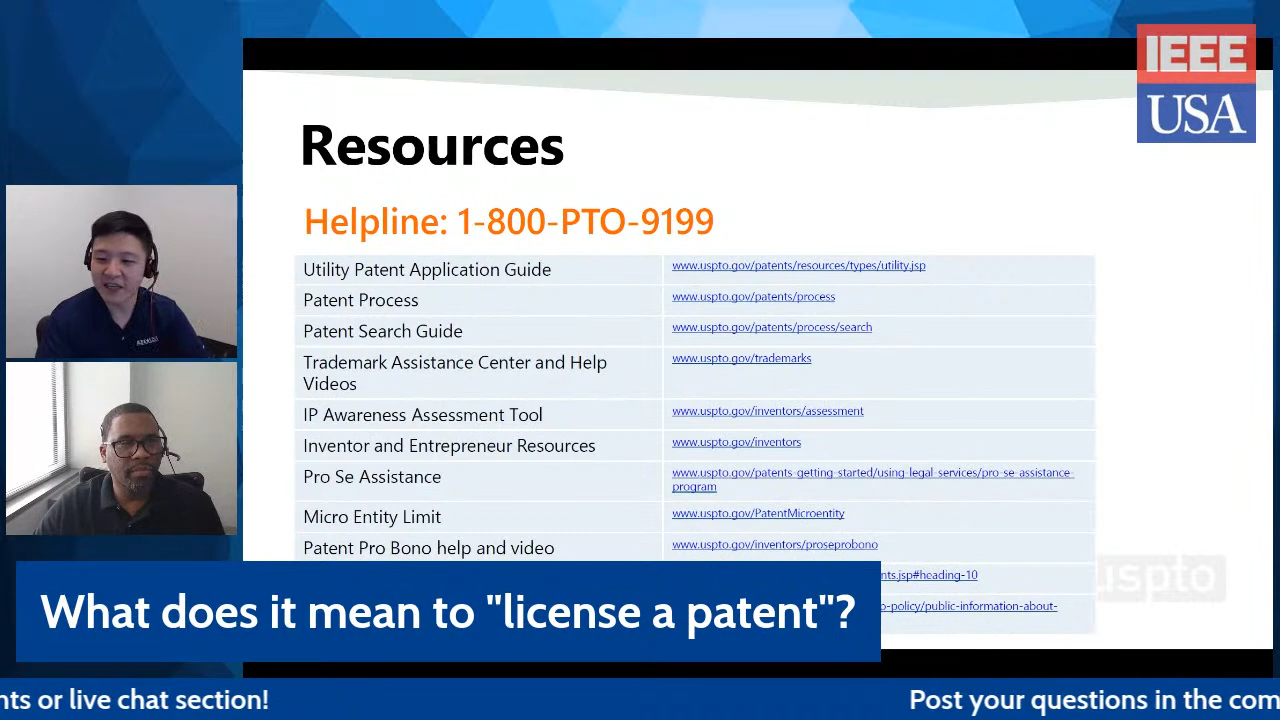 IEEE
USA
Resources
Helpline: 1-800-PTO-9199
Utility Patent Application Guide
www.uspto.gov/patents/resources/types/utility.jsp
Patent Process
www.uspto.gov/patents/process
Patent Search Guide
www.uspto.gov/patents/process/search
Trademark Assistance Center and Help
Videos
www.uspto.gov/trademarks
IP Awareness Assessment Tool
www.uspto.gov/inventors/assessment
Inventor and Entrepreneur Resources
www.uspto.gov/inventors
Pro Se Assistance
www.uspto.gov/patents-getting-started/using-legal-services/pro-se-assistance-
program
Micro Entity Limit
www.uspto.gov/PatentMicroentity
Patent Pro Bono help and video
www.uspto.gov/inventors/proseprobono
nts.jsp#heading-10
o-policy/public-information-about-
uspto
What does it mean to "license a patent"?
nts or live chat section!
Post your questions in the com